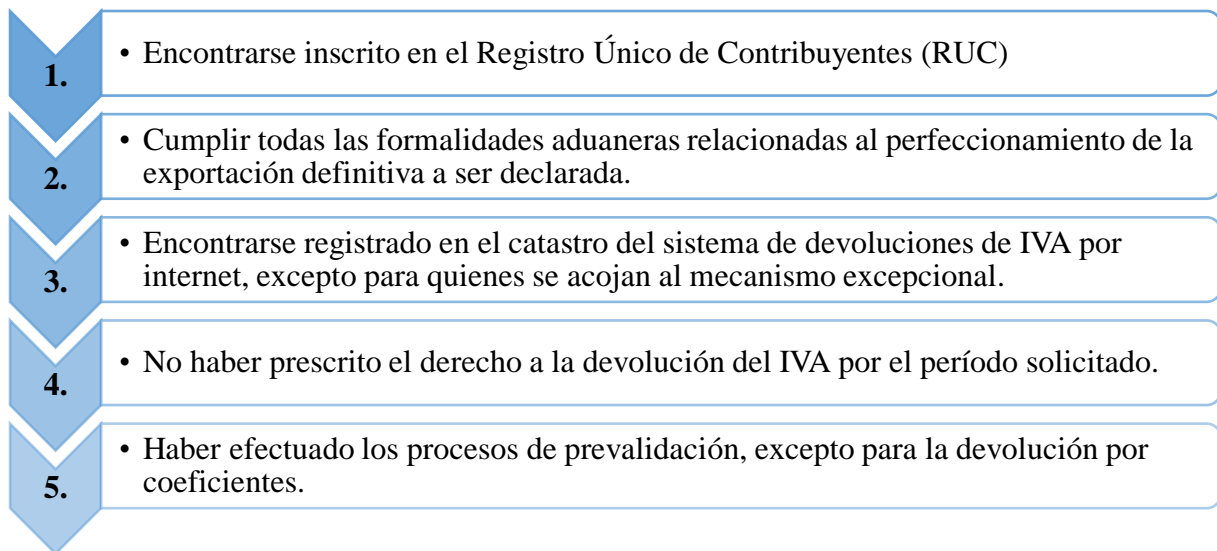 1.
• Encontrarse inscrito en el Registro Único de Contribuyentes (RUC)
2.
• Cumplir todas las formalidades aduaneras relacionadas al perfeccionamiento de la
exportación definitiva a ser declarada.
3.
• Encontrarse registrado en el catastro del sistema de devoluciones de IVA por
internet, excepto para quienes se acojan al mecanismo excepcional.
4.
• No haber prescrito el derecho a la devolución del IVA por el período solicitado.
5.
• Haber efectuado los procesos de prevalidación, excepto para la devolución por
coeficientes.